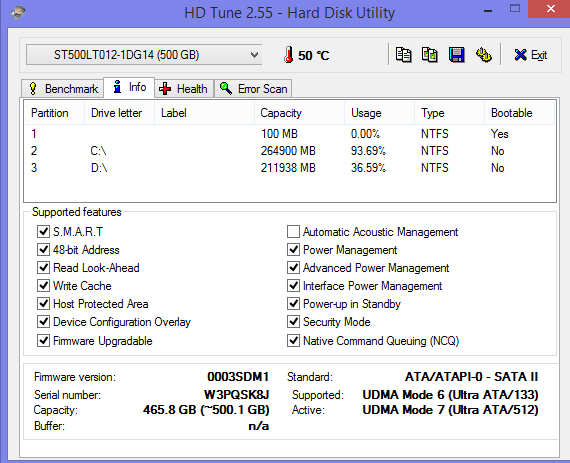 HD Tune 2.55 - Hard Disk Utility
ST500LT012-1DG14 (500 GB) 50 °C Exit
Benchmark Info Health Error Scan
Partition Drive letter Label Capacity Usage Type Bootable
1 100 MB 0.00% NTFS Yes
2 C:\ 264900 MB 93.69% NTFS No
3 D:\ 211938 MB 36.59% NTFS No
Supported features
S.M.A.R.T Automatic Acoustic Management
48-bit Address Power Management
Read Look-Ahead Advanced Power Management
Write Cache Interface Power Management
Host Protected Area Power-up in Standby
Device Configuration Overlay Security Mode
Firmware Upgradable Native Command Queuing (NCQ)
Firmware version: 0003SDM1 Standard: ATA/ATAPI-0 - SATA II
Serial number: W3PQSK8J Supported: UDMA Mode 6 (Ultra ATA/133)
Capacity: 465.8 GB (~500.1 GB) Active: UDMA Mode 7 (Ultra ATA/512)
Buffer: n/a